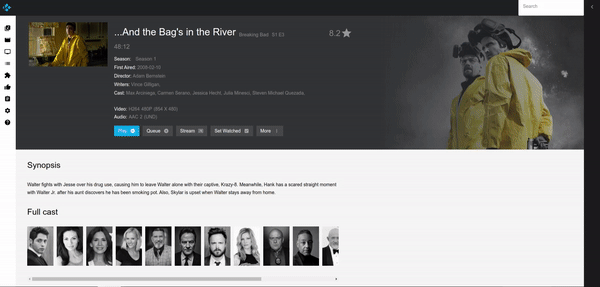 Search
...And the Bag's in the River Breaking Bad S1 E3
8.2
48:12
Season: Season 1
First Aired: 2008-02-10
Director: Adam Bernstein
Writers: Vince Gilligan,
Cast: Max Arciniega, Carmen Serano, Jessica Hecht, Julia Minesci, Steven Michael Quezada,
Video: H264 480P (854 X 480)
Audio: AAC 2 (UND)
Play
Queue
Stream
Set Watched
More
Synopsis
Walter fights with Jesse over his drug use, causing him to leave Walter alone with their captive, Krazy-8. Meanwhile, Hank has a scared straight moment
with Walter Jr. after his aunt discovers he has been smoking pot. Also, Skylar is upset when Walter stays away from home.
Full cast